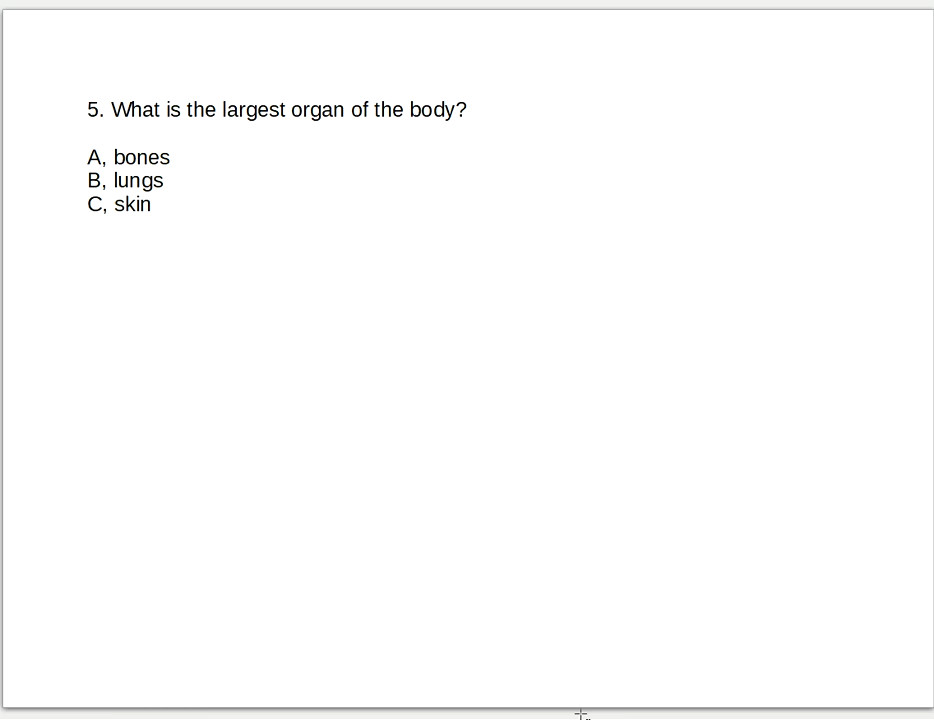 5. What is the largest organ of the body?
A, bones
B, lungs
C, skin